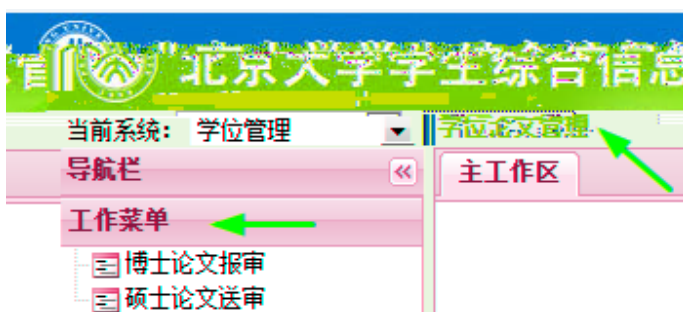 北京大学学生综合信息
当前系统： 学位管理
学位论文管理
导航栏
主工作区
工作菜单
博士论文报审
硕士论文送审